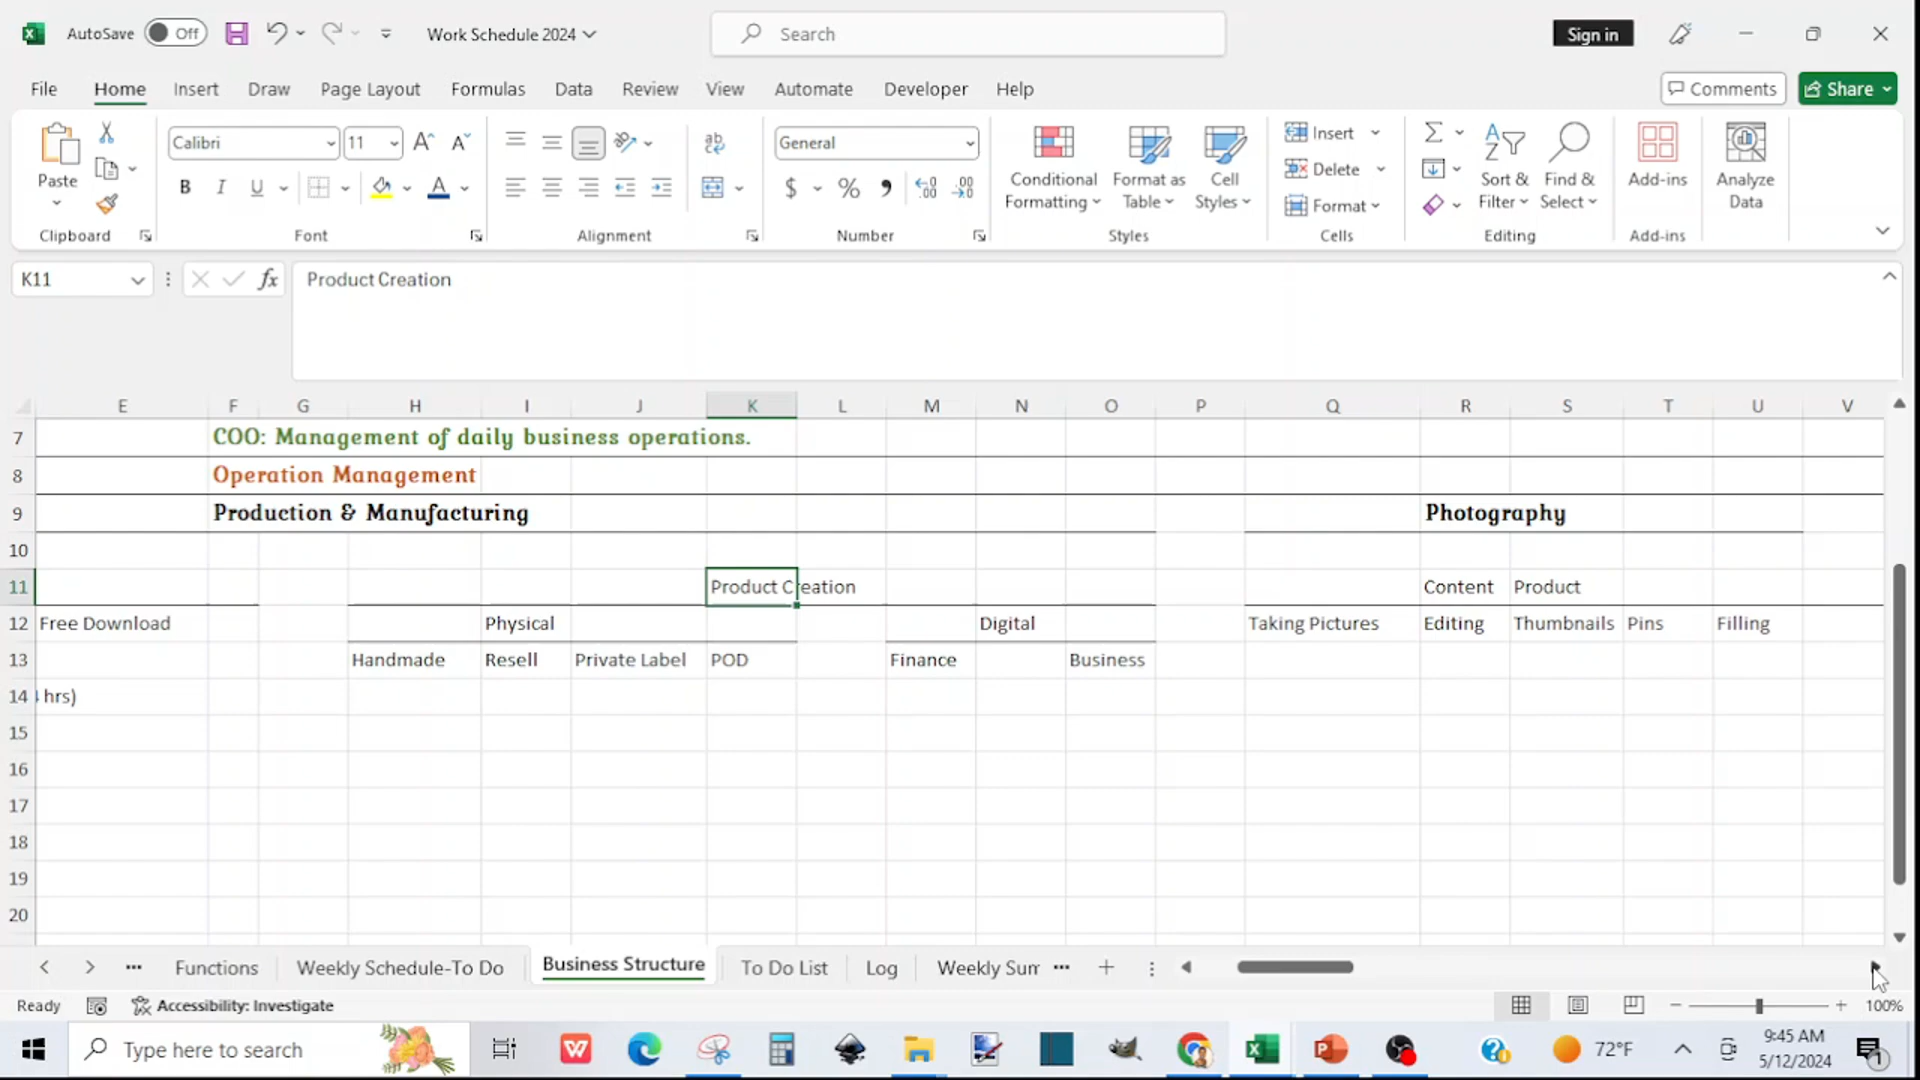 AutoSave Off Work Schedule 2024 Search Sign in
File Home Insert Draw Page Layout Formulas Data Review View Automate Developer Help Comments Share
Paste Calibri 11 General Conditional Formatting Format as Table Cell Styles Insert Delete Format Sort & Filter Find & Select Add-ins Analyze Data
Clipboard Font Alignment Number Styles Cells Editing Add-ins
K11 fx Product Creation
E F G H I J K L M N O P Q R S T U V
7 COO: Management of daily business operations.
8 Operation Management
9 Production & Manufacturing Photography
10
11 Product Creation Content Product
12 Free Download Physical Digital Taking Pictures Editing Thumbnails Pins Filling
13 Handmade Resell Private Label POD Finance Business
14 hrs)
15
16
17
18
19
20
Functions Weekly Schedule-To Do Business Structure To Do List Log Weekly Sum
Ready Accessibility: Investigate 100%
Type here to search 72°F 9:45 AM
5/12/2024 1